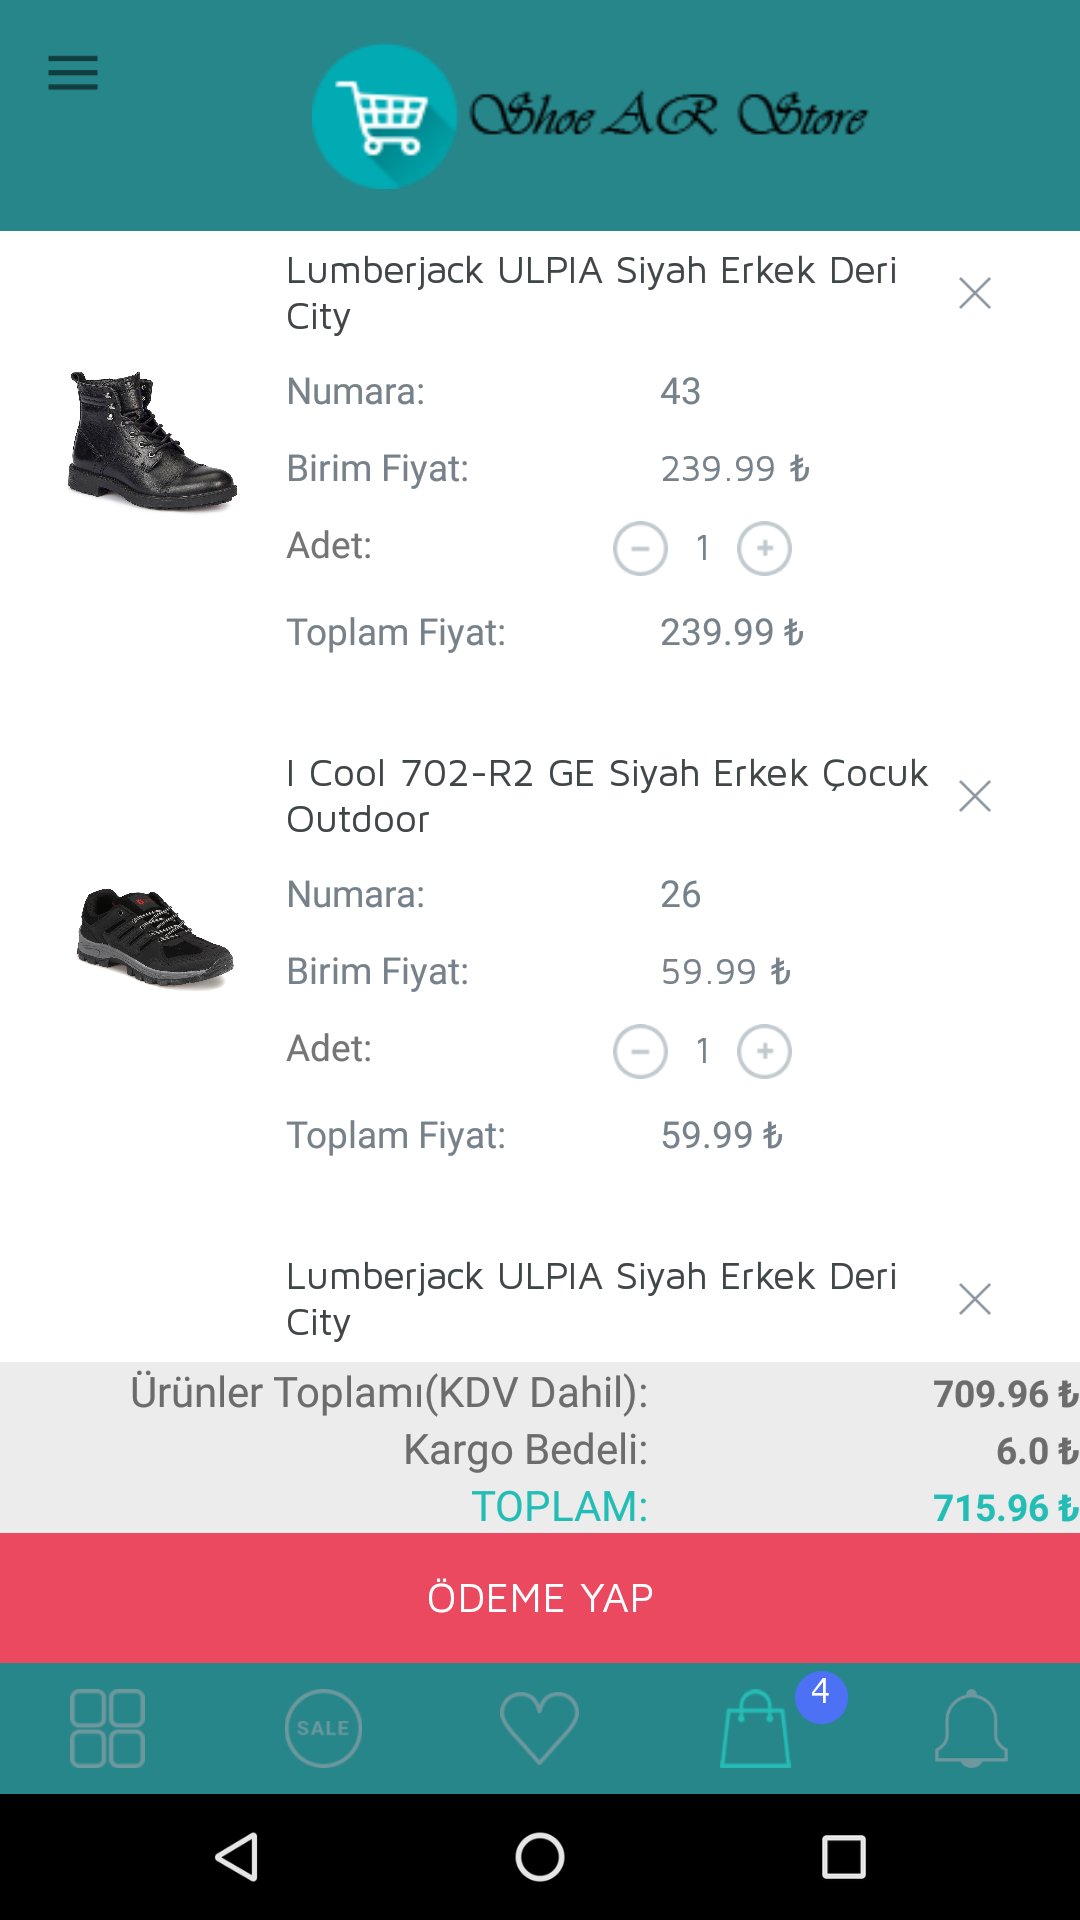 Shoe AR Store
Lumberjack ULPIA Siyah Erkek Deri
City
Numara: 43
Birim Fiyat: 239.99 ₺
Adet: 1
Toplam Fiyat: 239.99 ₺
I Cool 702-R2 GE Siyah Erkek Çocuk
Outdoor
Numara: 26
Birim Fiyat: 59.99 ₺
Adet: 1
Toplam Fiyat: 59.99 ₺
Lumberjack ULPIA Siyah Erkek Deri
City
Ürünler Toplamı(KDV Dahil): 709.96 ₺
Kargo Bedeli: 6.0 ₺
TOPLAM: 715.96 ₺
ÖDEME YAP
SALE 4